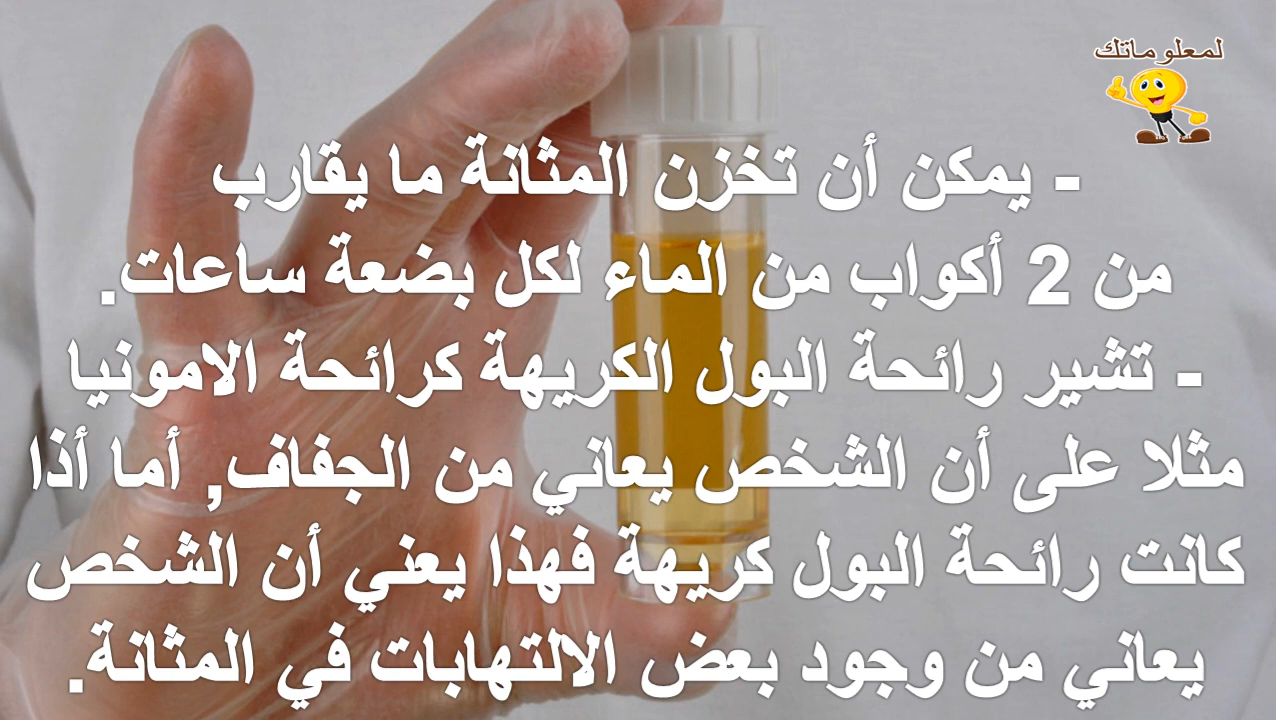 لمعلوماتك
- يمكن أن تخزن المثانة ما يقارب
من 2 أكواب من الماء لكل بضعة ساعات.
- تشير رائحة البول الكريهة كرائحة الامونيا
مثلا على أن الشخص يعاني من الجفاف, أما أذا
كانت رائحة البول كريهة فهذا يعني أن الشخص
يعاني من وجود بعض الالتهابات في المثانة.